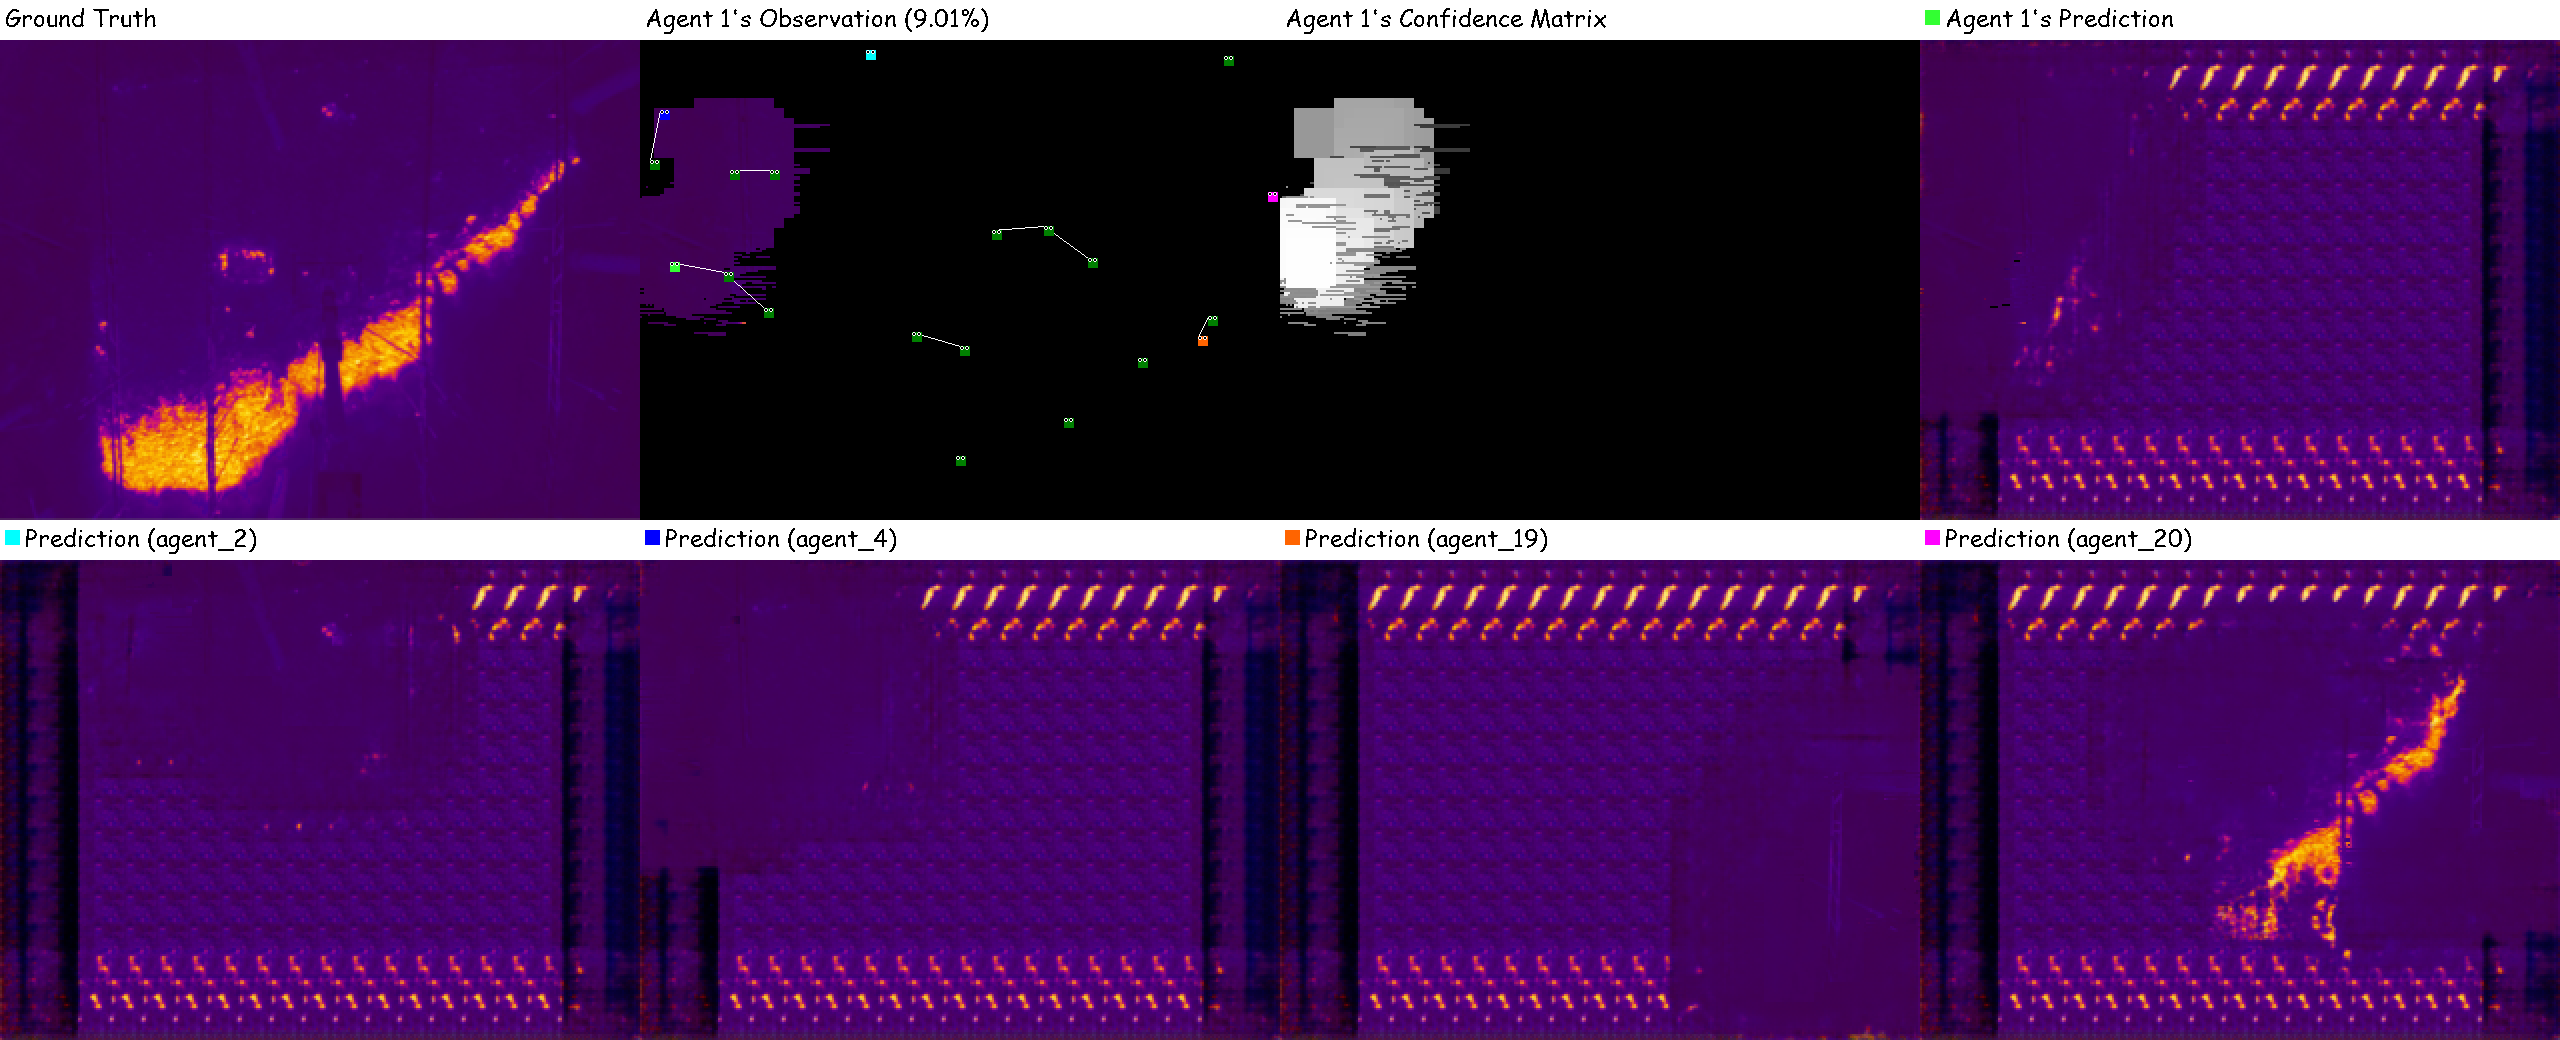 Ground Truth
Agent 1's Observation (9.01%)
Agent 1's Confidence Matrix
Agent 1's Prediction
Prediction (agent_2)
Prediction (agent_4)
Prediction (agent_19)
Prediction (agent_20)